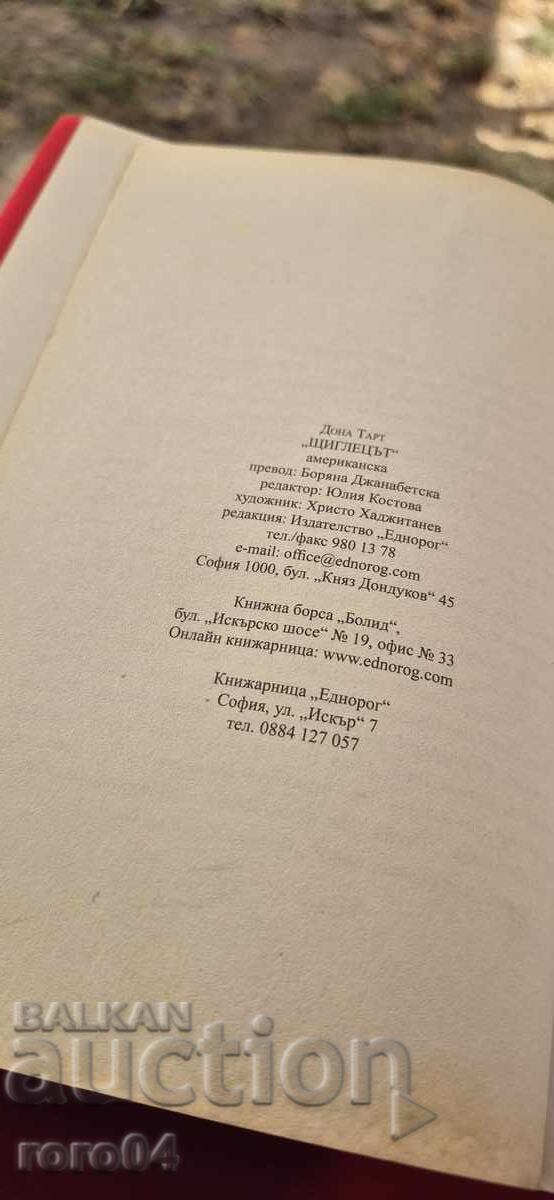 Дона Тарт
„ЩИГЛЕЦЪТ“
американска
превод: Боряна Джанабетска
редактор: Юлия Костова
художник: Христо Хаджитанев
редакция: Издателство „Еднорог“
тел./факс 980 13 78
e-mail: office@ednorog.com
София 1000, бул. „Княз Дондуков“ 45
Книжна борса „Болид“,
бул. „Искърско шосе“ № 19, офис № 33
Онлайн книжарница: www.ednorog.com
Книжарница „Еднорог“
София, ул. „Искър“ 7
тел. 0884 127 057
BALKAN
auction
roro04